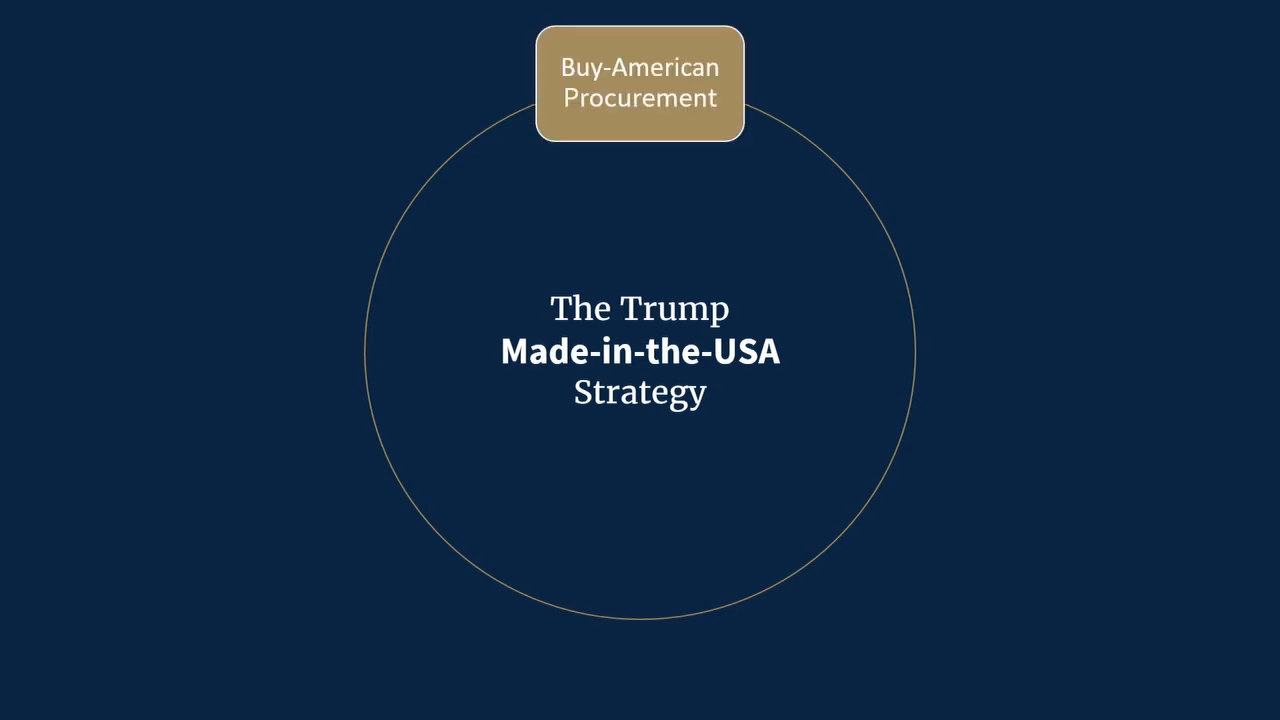 Buy-American
Procurement
The Trump
Made-in-the-USA
Strategy